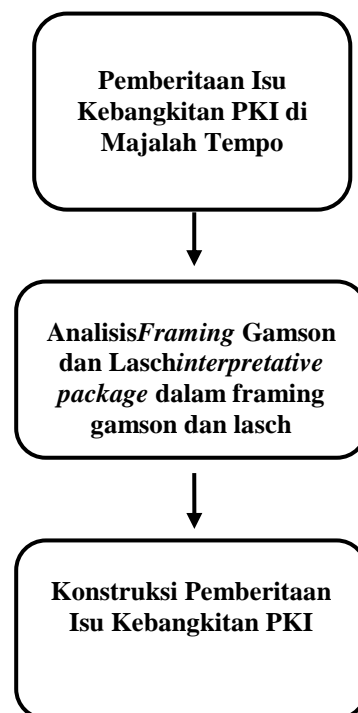 Pemberitaan Isu
Kebangkitan PKI di
Majalah Tempo
AnalisisFraming Gamson
dan Laschinterpretative
package dalam framing
gamson dan lasch
Konstruksi Pemberitaan
Isu Kebangkitan PKI